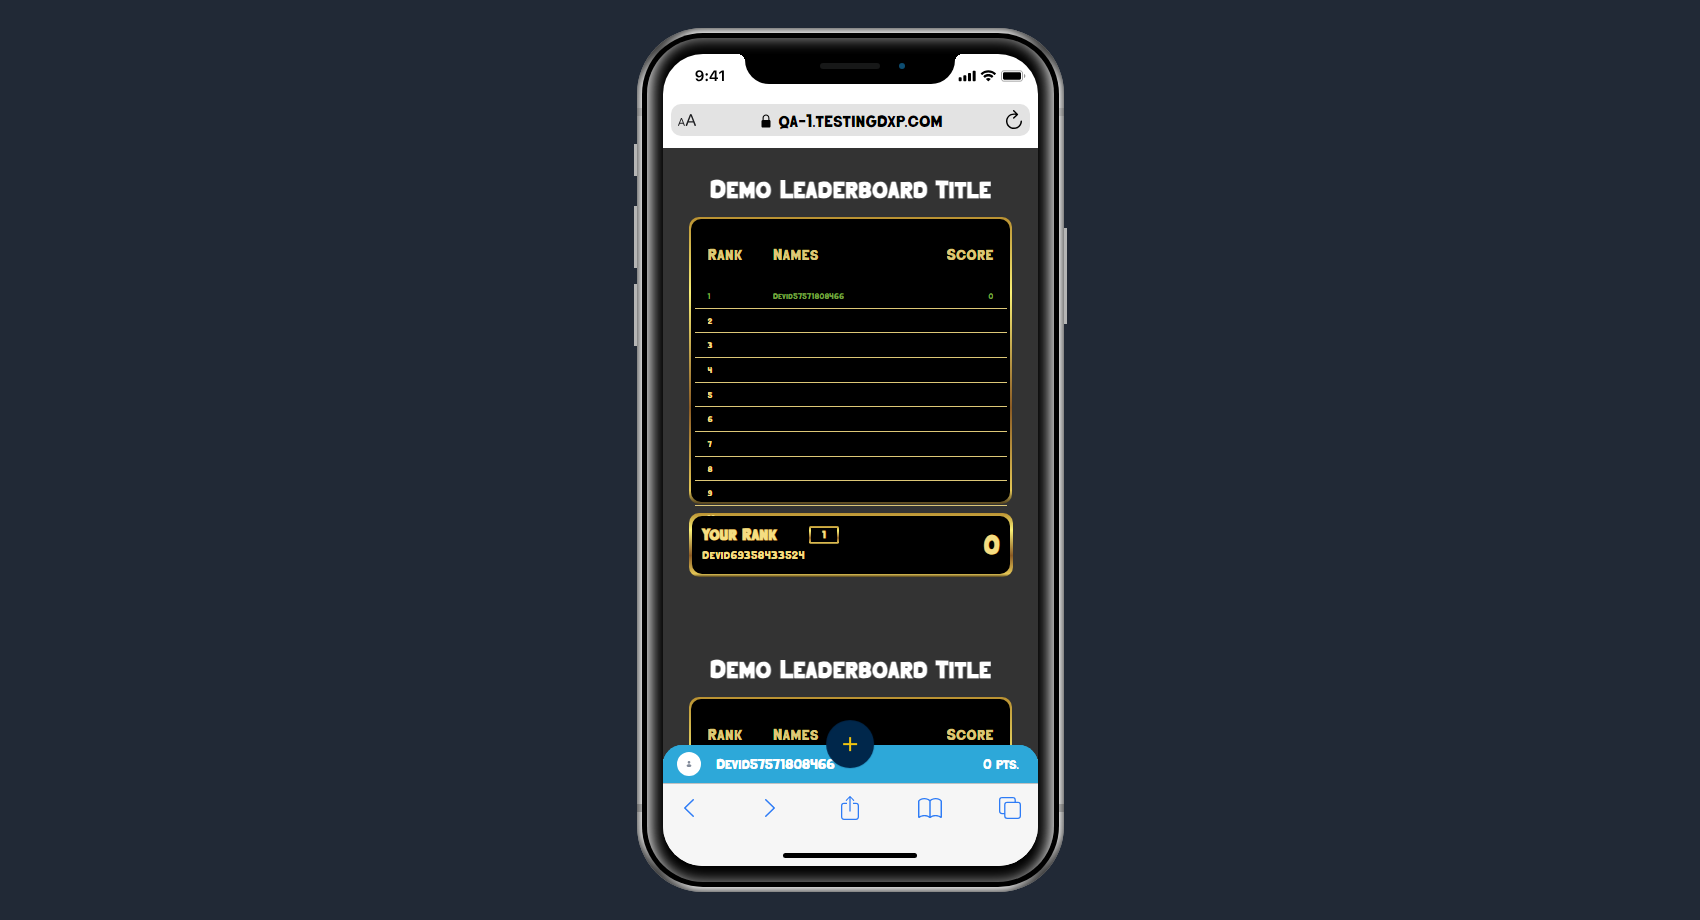 9:41
AA QA-1.TESTINGDXP.COM
Demo Leaderboard Title
Rank Names Score
1 Devid57571808466 0
2
3
4
5
6
7
8
9
Your Rank 1 0
Devid69358433524
Demo Leaderboard Title
Rank Names Score
+
Devid57571808466 0 pts.